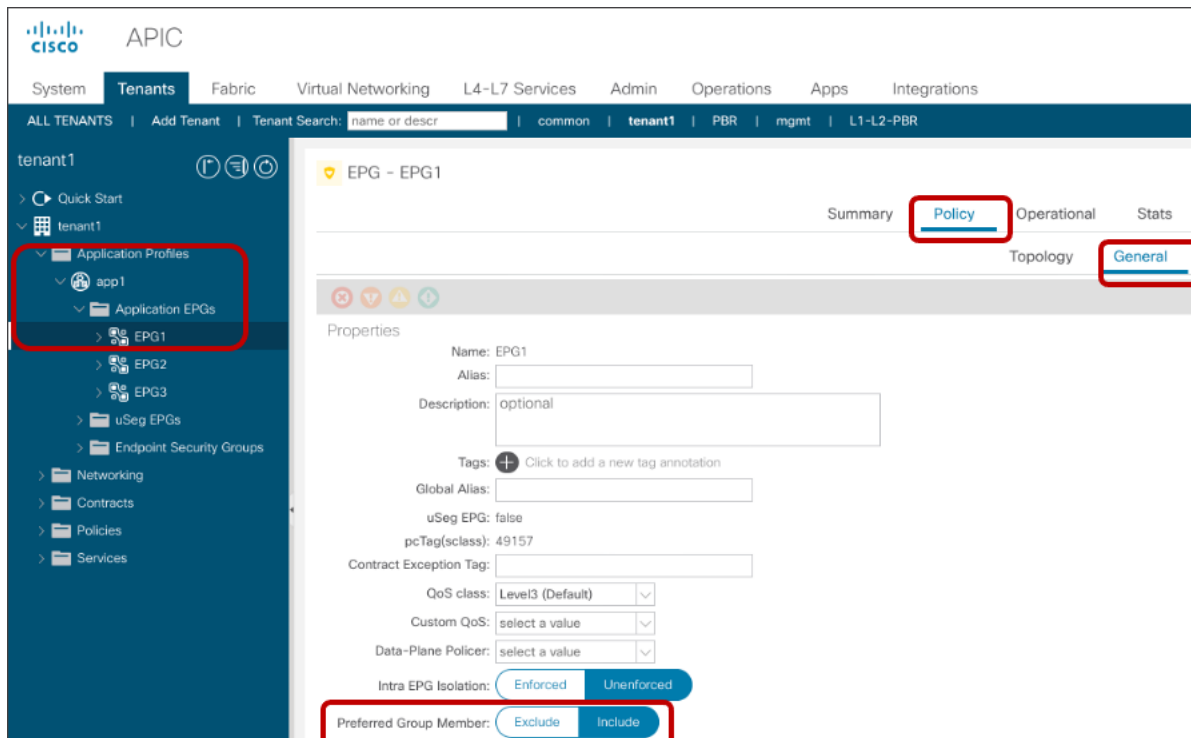 cisco
APIC
System Tenants Fabric Virtual Networking L4-L7 Services Admin Operations Apps Integrations
ALL TENANTS | Add Tenant | Tenant Search: name or descr | common | tenant1 | PBR | mgmt | L1-L2-PBR
tenant1
Quick Start
tenant1
Application Profiles
app1
Application EPGs
EPG1
EPG2
EPG3
uSeg EPGs
Endpoint Security Groups
Networking
Contracts
Policies
Services
EPG - EPG1
Summary Policy Operational Stats
Topology General
Properties
Name: EPG1
Alias:
Description: optional
Tags: Click to add a new tag annotation
Global Alias:
uSeg EPG: false
pcTag(sclass): 49157
Contract Exception Tag:
QoS class: Level3 (Default)
Custom QoS: select a value
Data-Plane Policer: select a value
Intra EPG Isolation: Enforced Unenforced
Preferred Group Member: Exclude Include